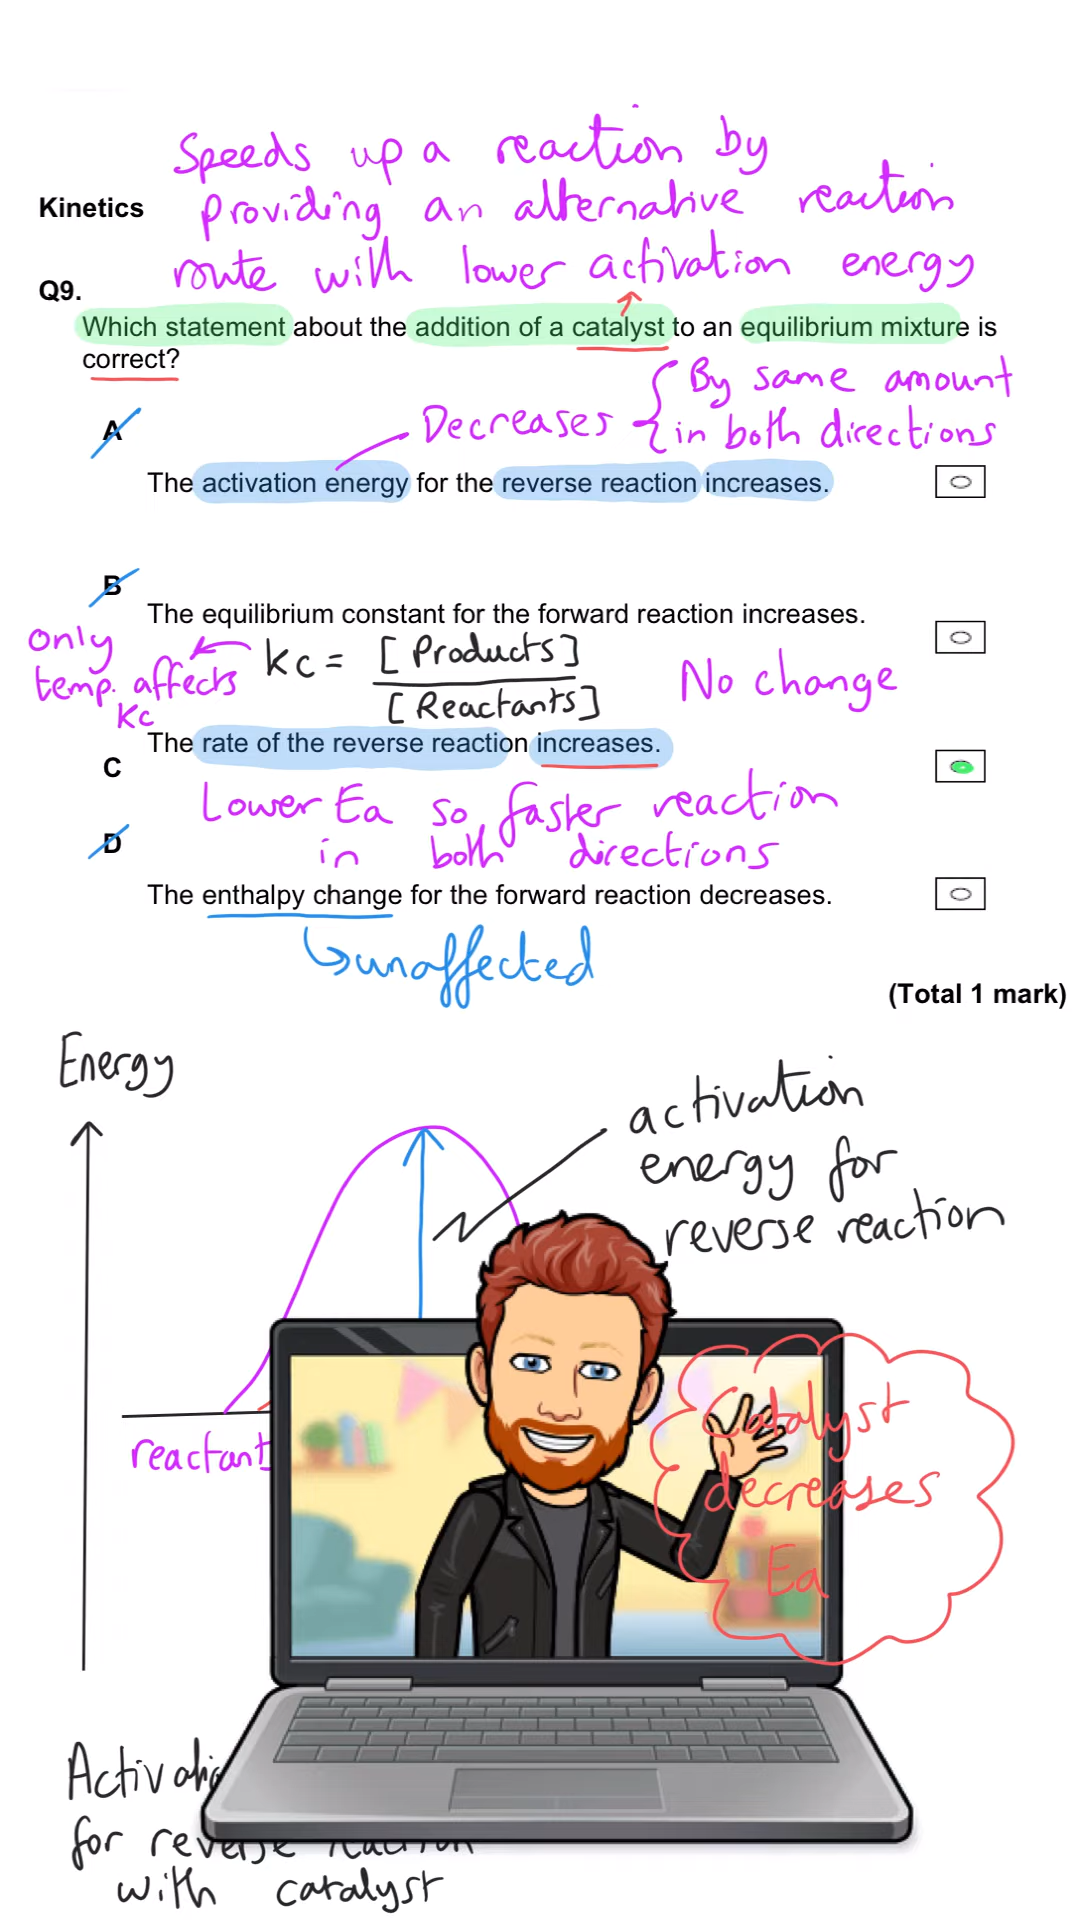 Speeds up a reaction by
Kinetics providing an alternative reaction
route with lower activation energy
Q9.
Which statement about the addition of a catalyst to an equilibrium mixture is
correct?
By same amount
A
Decreases
in both directions
The activation energy for the reverse reaction increases.
B
The equilibrium constant for the forward reaction increases.
only
temp. affects
Kc
Kc = [Products]
[Reactants]
No change
The rate of the reverse reaction increases.
C
Lower Ea so faster reaction
in both directions
D
The enthalpy change for the forward reaction decreases.
unaffected
(Total 1 mark)
Energy
activation
energy for
reverse reaction
Catalyst
decreases
Ea
reactant
for reverse reaction
with catalyst